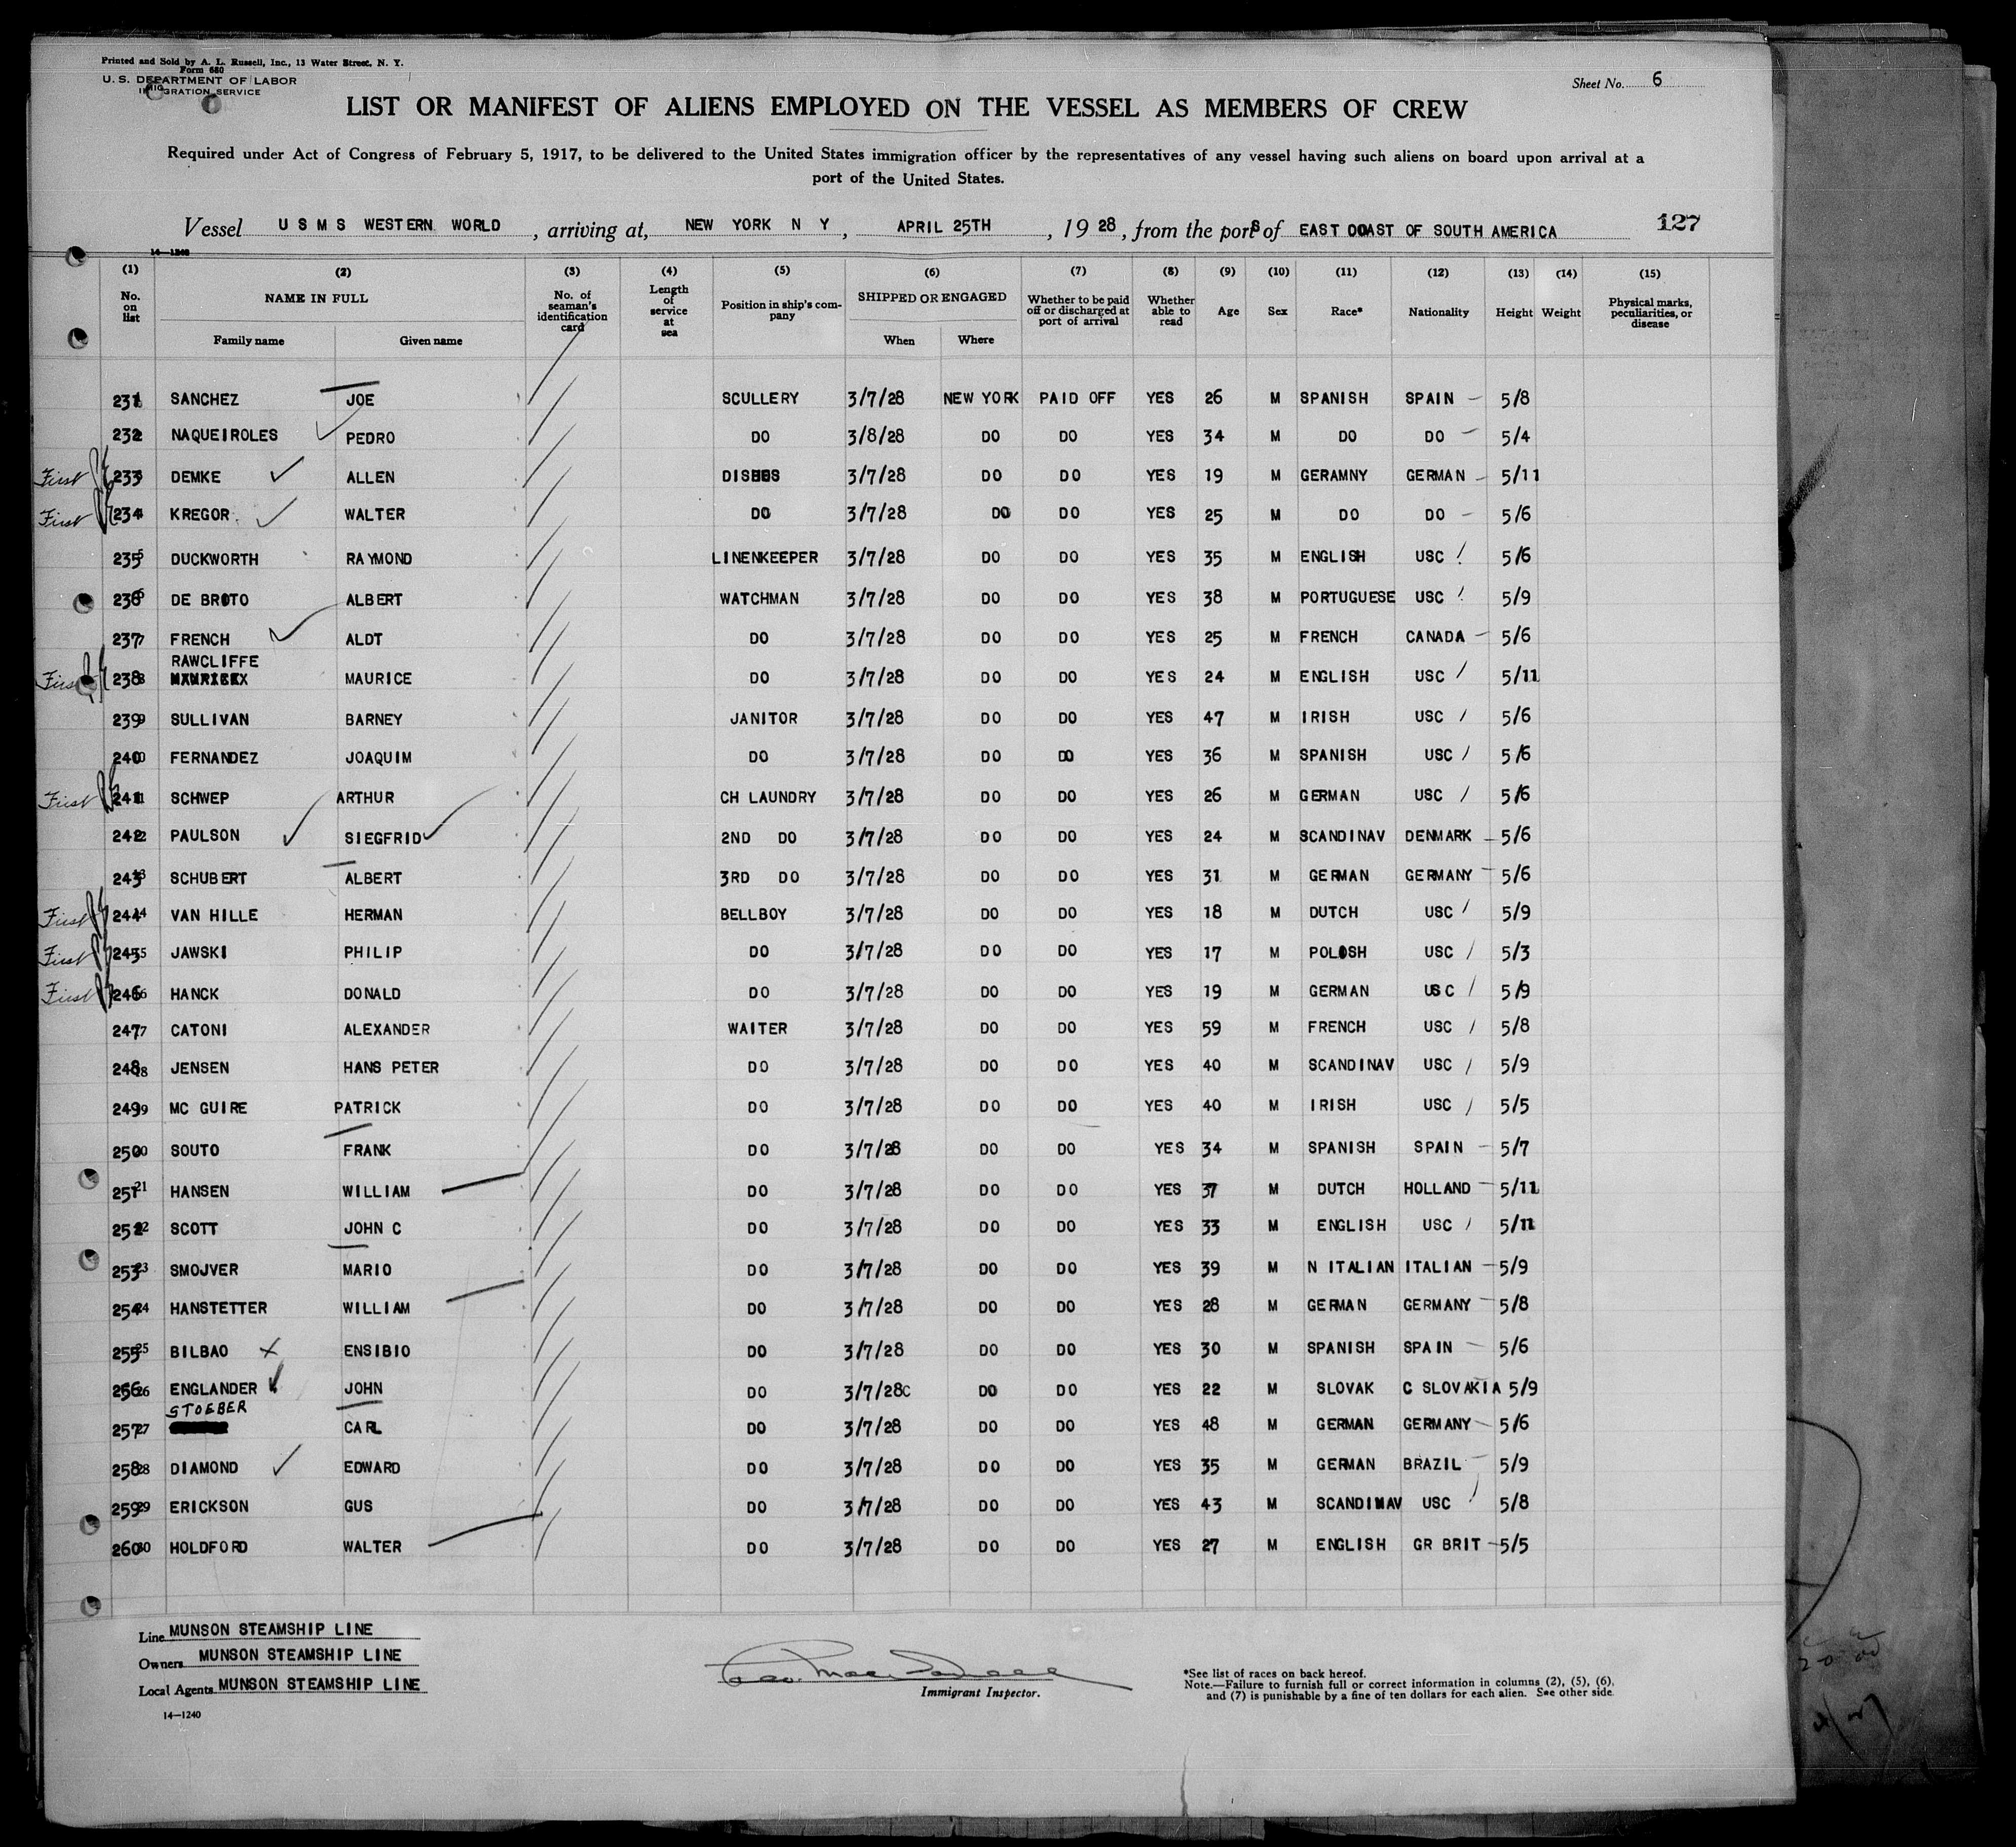 Printed and Sold by A. L. Russell, Inc., 13 Water Street, N. Y.
Form 680
U. S. DEPARTMENT OF LABOR
IMMIGRATION SERVICE
Sheet No. 6
LIST OR MANIFEST OF ALIENS EMPLOYED ON THE VESSEL AS MEMBERS OF CREW
Required under Act of Congress of February 5, 1917, to be delivered to the United States immigration officer by the representatives of any vessel having such aliens on board upon arrival at a
port of the United States.
Vessel U S M S WESTERN WORLD, arriving at, NEW YORK N Y, APRIL 25TH, 1928, from the ports of EAST COAST OF SOUTH AMERICA 127
14—1240
(1) (2) (3) (4) (5) (6) (7) (8) (9) (10) (11) (12) (13) (14) (15)
No. on list NAME IN FULL Family name Given name No. of seaman's identification card Length of service at sea Position in ship's company SHIPPED OR ENGAGED When Where Whether to be paid off or discharged at port of arrival Whether able to read Age Sex Race* Nationality Height Weight Physical marks, peculiarities, or disease
231 SANCHEZ JOE SCULLERY 3/7/28 NEW YORK PAID OFF YES 26 M SPANISH SPAIN 5/8
232 NAQUEIROLES PEDRO DO 3/8/28 DO DO YES 34 M DO DO 5/4
First 233 DEMKE ALLEN DISHES 3/7/28 DO DO YES 19 M GERAMNY GERMAN 5/11
First 234 KREGOR WALTER DO 3/7/28 DO DO YES 25 M DO DO 5/6
235 DUCKWORTH RAYMOND LINENKEEPER 3/7/28 DO DO YES 35 M ENGLISH USC 5/6
236 DE BROTO ALBERT WATCHMAN 3/7/28 DO DO YES 38 M PORTUGUESE USC 5/9
237 FRENCH ALDT DO 3/7/28 DO DO YES 25 M FRENCH CANADA 5/6
First 238 RAWCLIFFE MAURICE DO 3/7/28 DO DO YES 24 M ENGLISH USC 5/11
239 SULLIVAN BARNEY JANITOR 3/7/28 DO DO YES 47 M IRISH USC 5/6
240 FERNANDEZ JOAQUIM DO 3/7/28 DO DO YES 36 M SPANISH USC 5/6
First 241 SCHWEP ARTHUR CH LAUNDRY 3/7/28 DO DO YES 26 M GERMAN USC 5/6
242 PAULSON SIEGFRID 2ND DO 3/7/28 DO DO YES 24 M SCANDINAV DENMARK 5/6
243 SCHUBERT ALBERT 3RD DO 3/7/28 DO DO YES 31 M GERMAN GERMANY 5/6
First 244 VAN HILLE HERMAN BELLBOY 3/7/28 DO DO YES 18 M DUTCH USC 5/9
First 245 JAWSKI PHILIP DO 3/7/28 DO DO YES 17 M POLOSH USC 5/3
First 246 HANCK DONALD DO 3/7/28 DO DO YES 19 M GERMAN USC 5/9
247 CATONI ALEXANDER WAITER 3/7/28 DO DO YES 59 M FRENCH USC 5/8
248 JENSEN HANS PETER DO 3/7/28 DO DO YES 40 M SCANDINAV USC 5/9
249 MC GUIRE PATRICK DO 3/7/28 DO DO YES 40 M IRISH USC 5/5
250 SOUTO FRANK DO 3/7/28 DO DO YES 34 M SPANISH SPAIN 5/7
251 HANSEN WILLIAM DO 3/7/28 DO DO YES 37 M DUTCH HOLLAND 5/11
252 SCOTT JOHN C DO 3/7/28 DO DO YES 33 M ENGLISH USC 5/11
253 SMOJVER MARIO DO 3/7/28 DO DO YES 39 M N ITALIAN ITALIAN 5/9
254 HANSTETTER WILLIAM DO 3/7/28 DO DO YES 28 M GERMAN GERMANY 5/8
255 BILBAO ENSIBIO DO 3/7/28 DO DO YES 30 M SPANISH SPAIN 5/6
256 ENGLANDER JOHN DO 3/7/28C DO DO YES 22 M SLOVAK C SLOVAKIA 5/9
257 STOEBER CARL DO 3/7/28 DO DO YES 48 M GERMAN GERMANY 5/6
258 DIAMOND EDWARD DO 3/7/28 DO DO YES 35 M GERMAN BRAZIL 5/9
259 ERICKSON GUS DO 3/7/28 DO DO YES 43 M SCANDINAV USC 5/8
260 HOLDFORD WALTER DO 3/7/28 DO DO YES 27 M ENGLISH GR BRIT 5/5
Line MUNSON STEAMSHIP LINE
Owners MUNSON STEAMSHIP LINE
Local Agents MUNSON STEAMSHIP LINE
14—1240
Immigrant Inspector.
*See list of races on back hereof.
Note.—Failure to furnish full or correct information in columns (2), (5), (6),
and (7) is punishable by a fine of ten dollars for each alien. See other side.